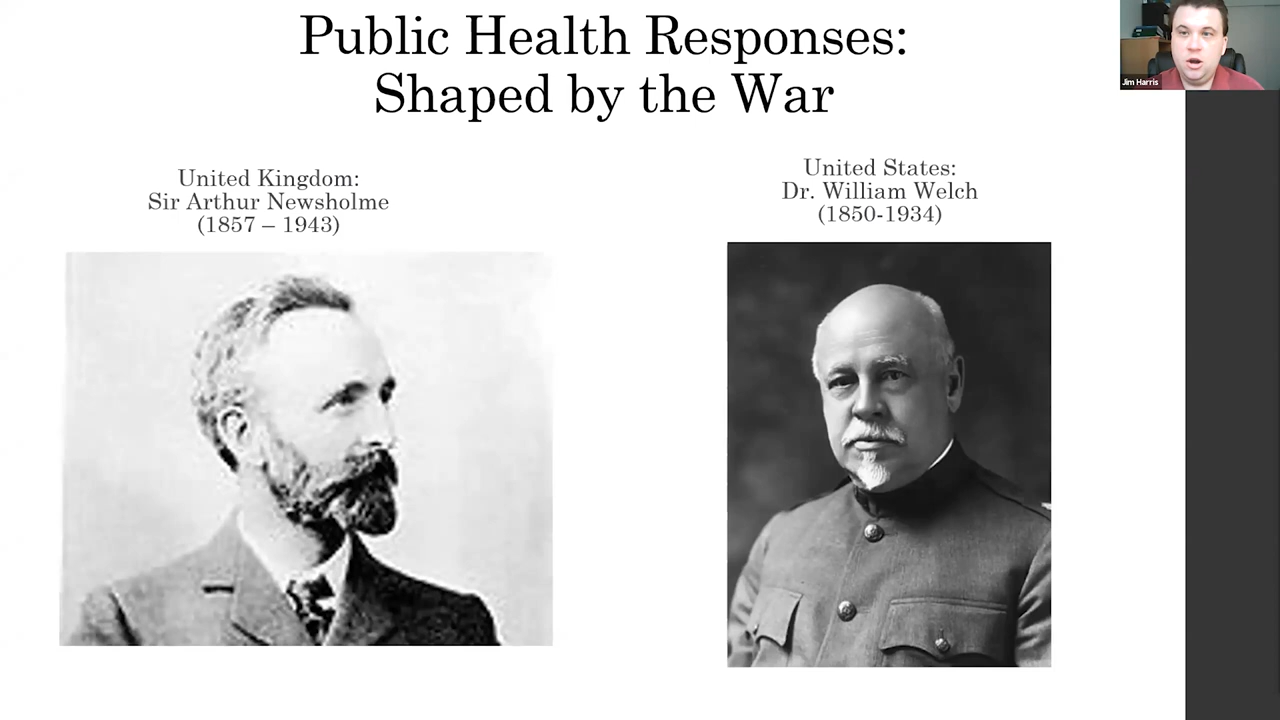 Public Health Responses:
Shaped by the War
Jim Harris
United Kingdom:
Sir Arthur Newsholme
(1857 – 1943)
United States:
Dr. William Welch
(1850-1934)